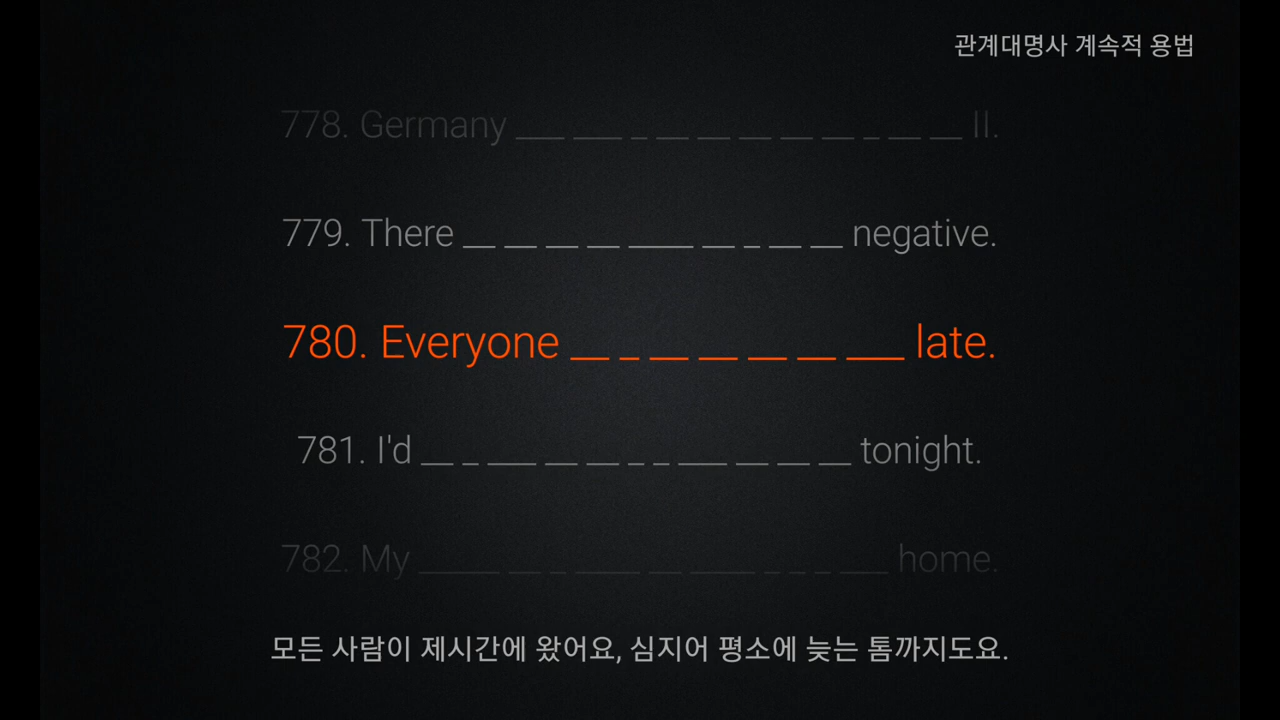 관계대명사 계속적 용법
778. Germany ___ ___ _ __ __ __ __ __ _ __ __ II.
779. There __ __ __ __ ____ __ _ __ __ negative.
780. Everyone __ _ __ __ __ __ ___ late.
781. I'd __ _ ___ __ __ _ _ ___ __ __ __ tonight.
782. My _____ __ _ ___ __ ____ _ _ _ ___ home.
모든 사람이 제시간에 왔어요, 심지어 평소에 늦는 톰까지도요.